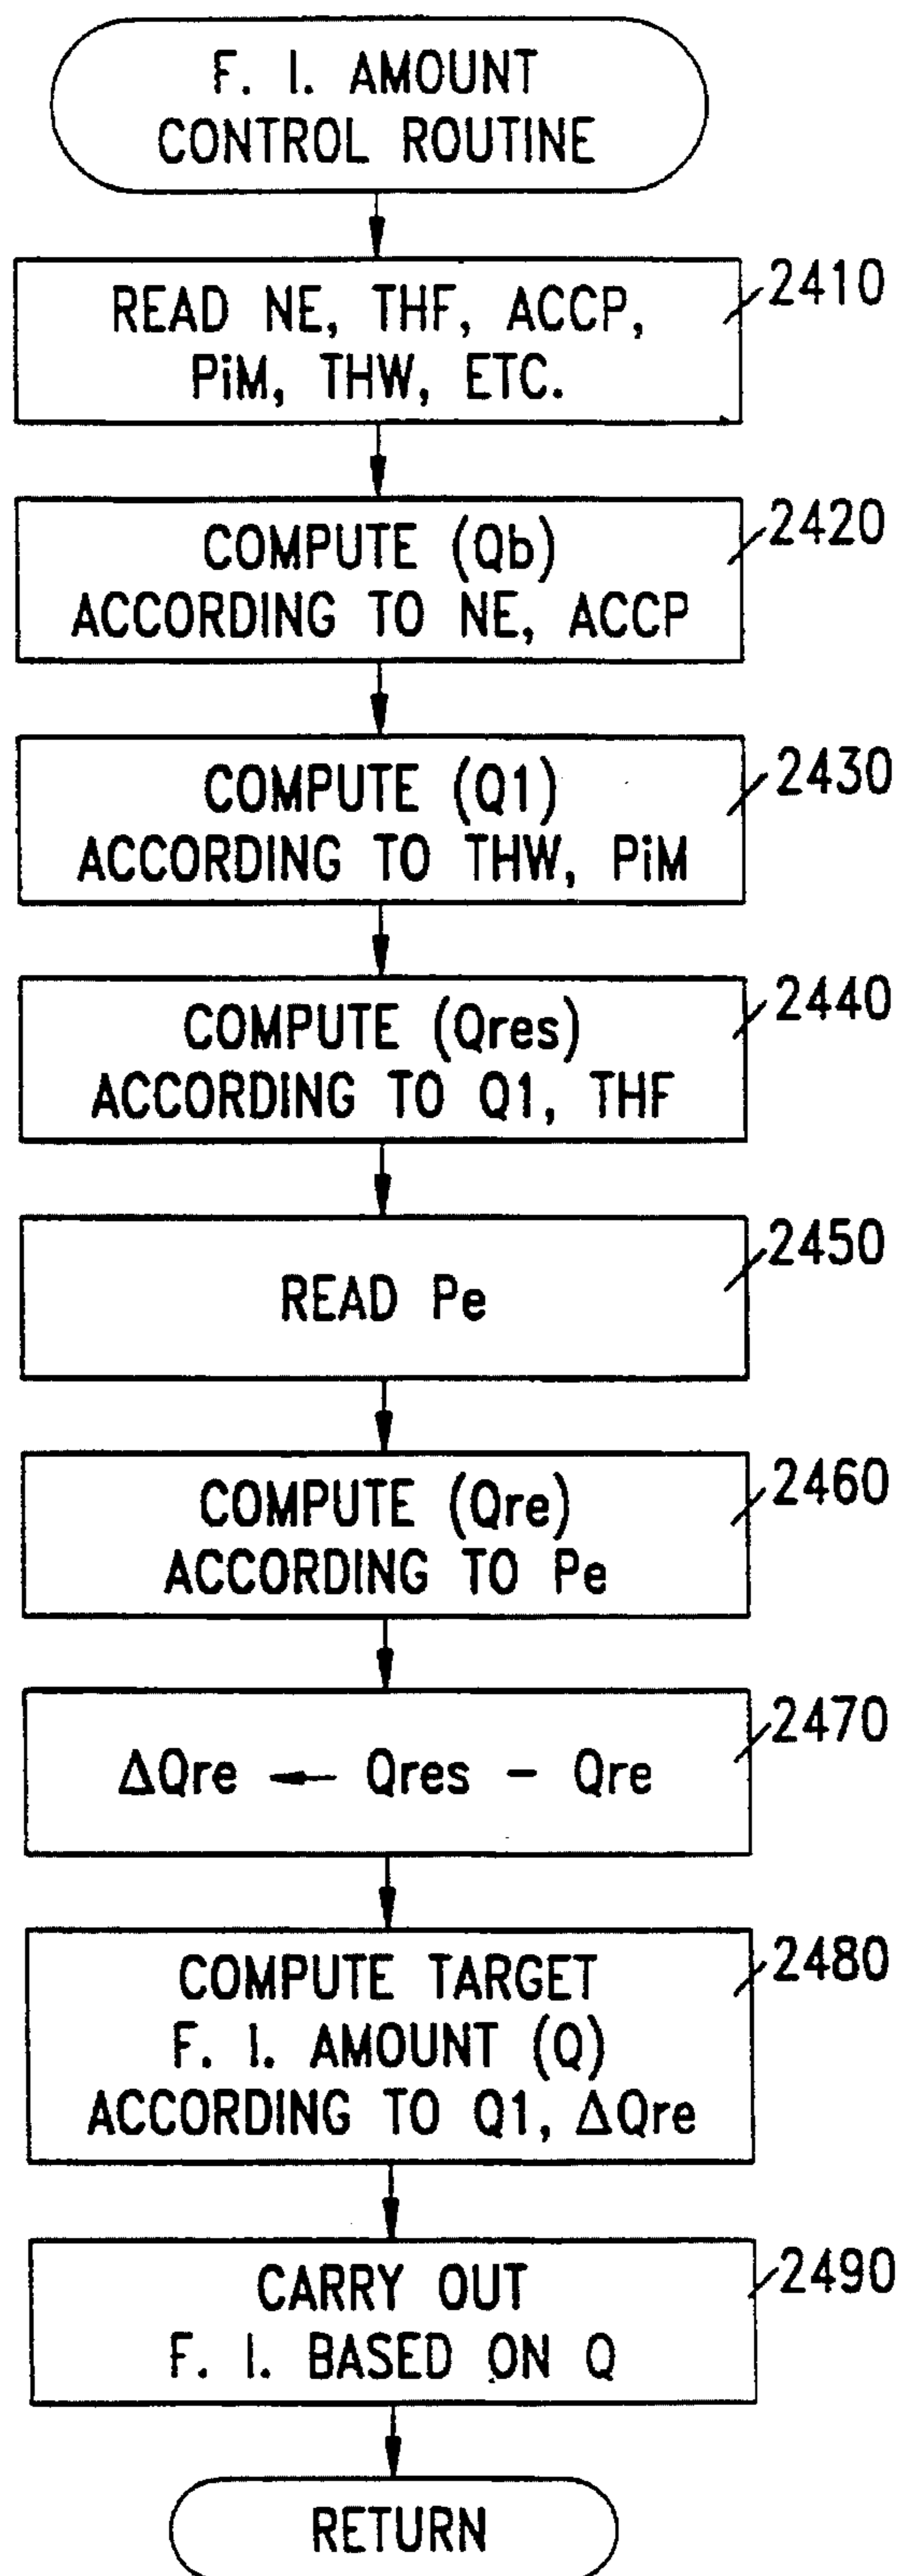 F. I. AMOUNT
CONTROL ROUTINE
2410
READ NE, THF, ACCP,
PiM, THW, ETC.
2420
COMPUTE (Qb)
ACCORDING TO NE, ACCP
2430
COMPUTE (Q1)
ACCORDING TO THW, PiM
2440
COMPUTE (Qres)
ACCORDING TO Q1, THF
2450
READ Pe
2460
COMPUTE (Qre)
ACCORDING TO Pe
2470
ΔQre ← Qres - Qre
2480
COMPUTE TARGET
F. I. AMOUNT (Q)
ACCORDING TO Q1, ΔQre
2490
CARRY OUT
F. I. BASED ON Q
RETURN